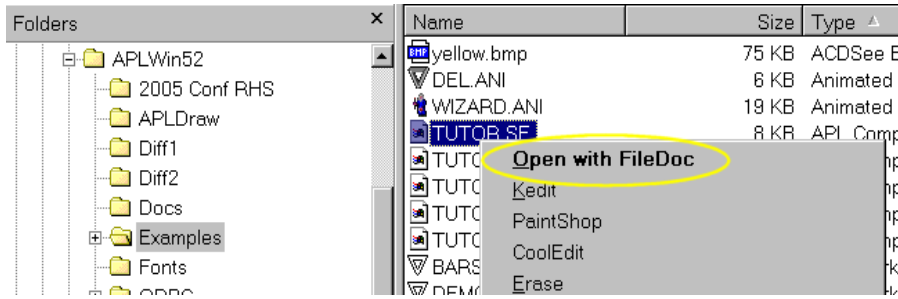 Folders ×
APLWin52
2005 Conf RHS
APLDraw
Diff1
Diff2
Docs
Examples
Fonts
Name Size Type
yellow.bmp 75 KB ACDSee
DEL.ANI 6 KB Animated
WIZARD.ANI 19 KB Animated
TUTOR.SF 8 KB APL Comp
TUTO
TUTO
TUTO
TUTO
BARS
DEMO
Open with FileDoc
Kedit
PaintShop
CoolEdit
Erase